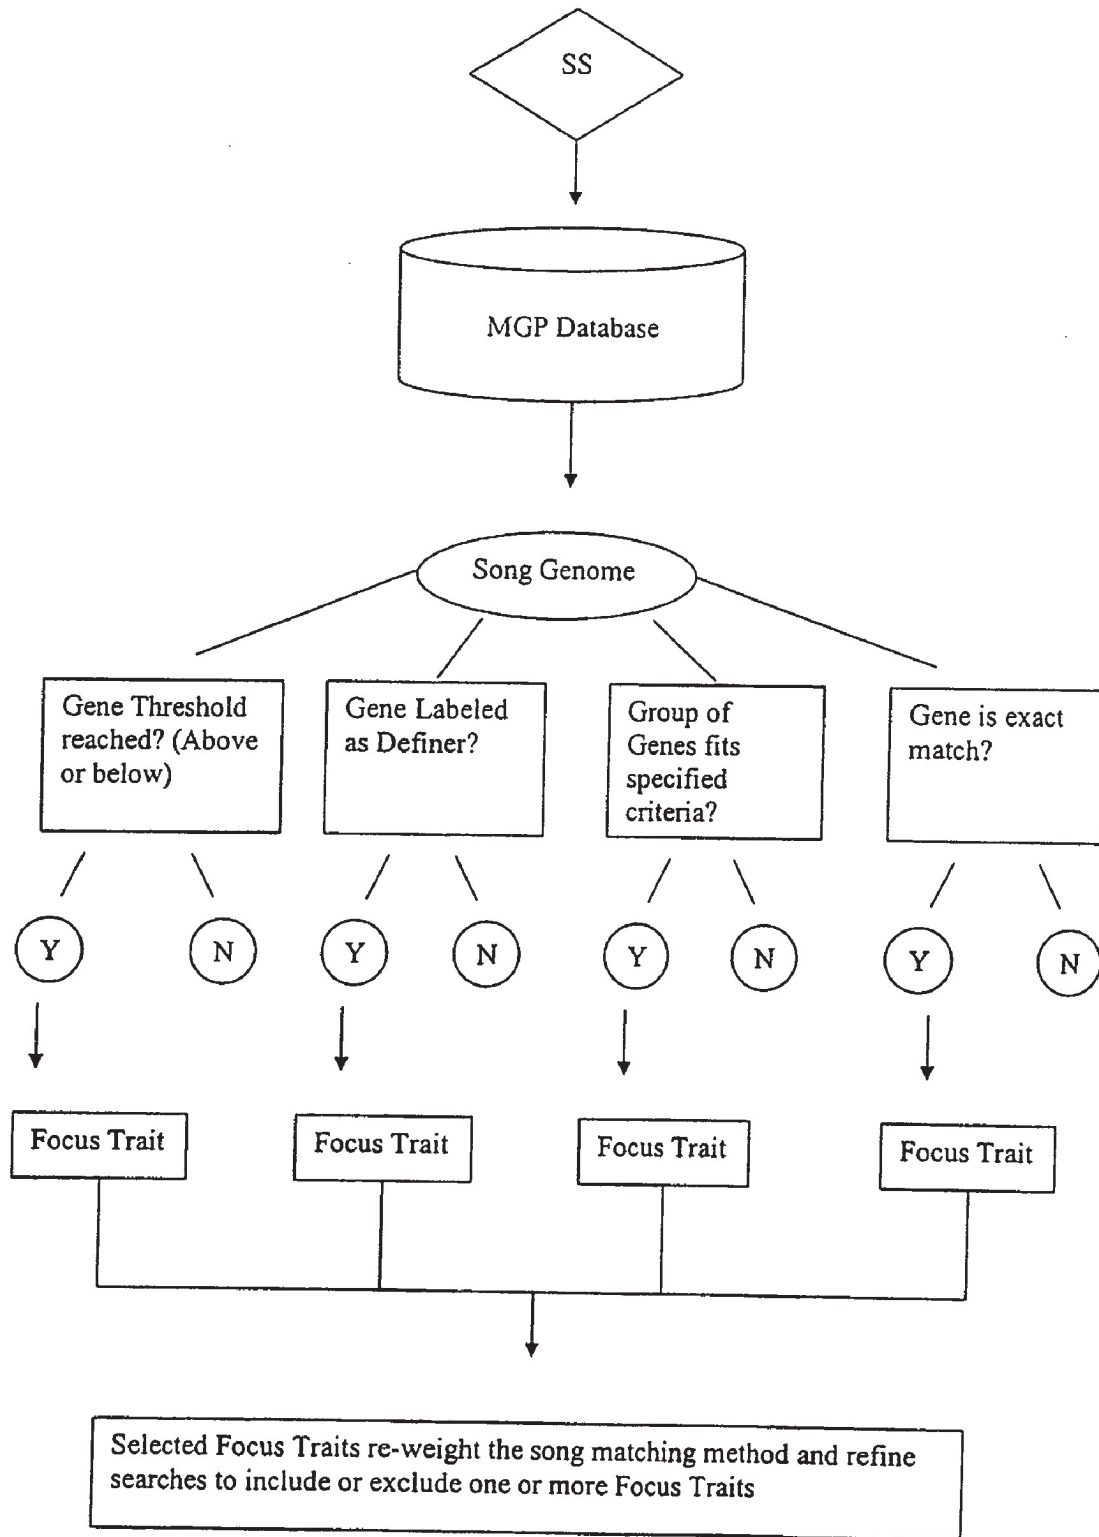 SS
MGP Database
Song Genome
Gene Threshold
reached? (Above
or below)
Gene Labeled
as Definer?
Group of
Genes fits
specified
criteria?
Gene is exact
match?
Y
N
Y
N
Y
N
Y
N
Focus Trait
Focus Trait
Focus Trait
Focus Trait
Selected Focus Traits re-weight the song matching method and refine
searches to include or exclude one or more Focus Traits